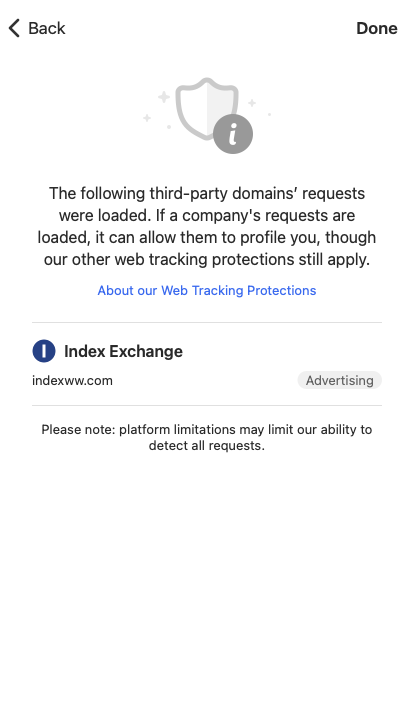 Back
Done
The following third-party domains’ requests
were loaded. If a company's requests are
loaded, it can allow them to profile you, though
our other web tracking protections still apply.
About our Web Tracking Protections
Index Exchange
indexww.com
Advertising
Please note: platform limitations may limit our ability to
detect all requests.